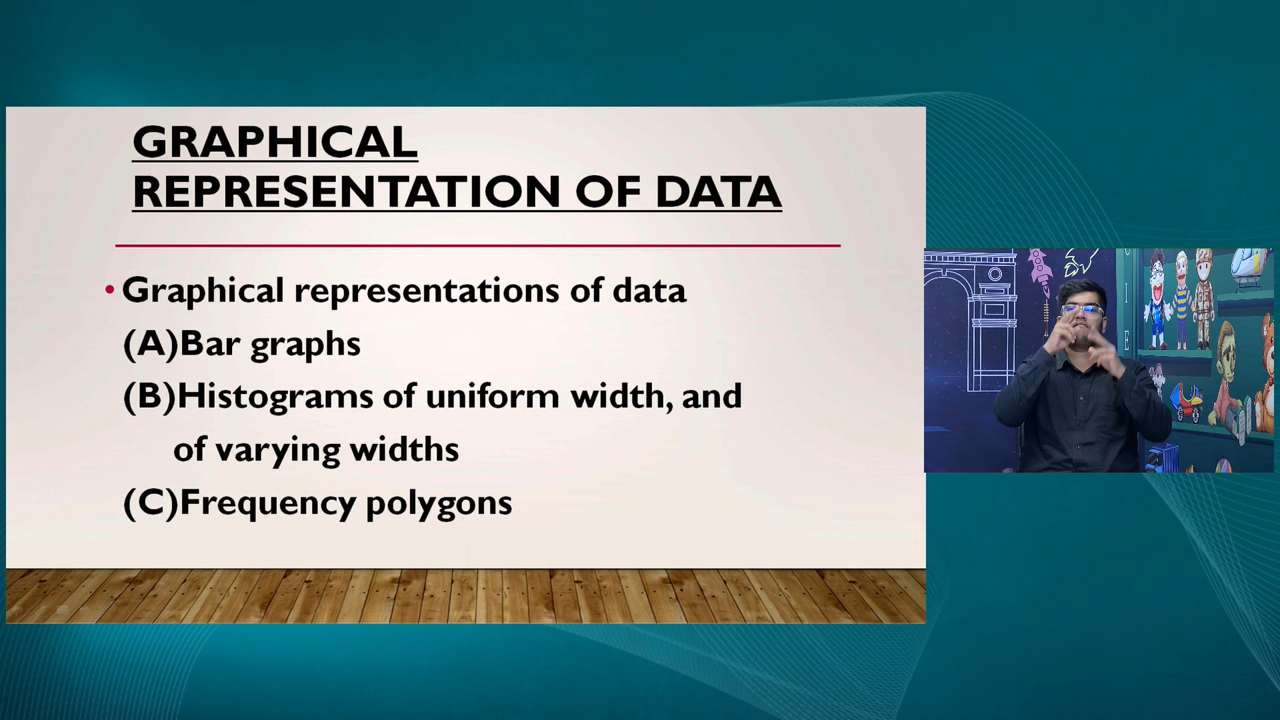 GRAPHICAL
REPRESENTATION OF DATA
• Graphical representations of data
(A)Bar graphs
(B)Histograms of uniform width, and
of varying widths
(C)Frequency polygons